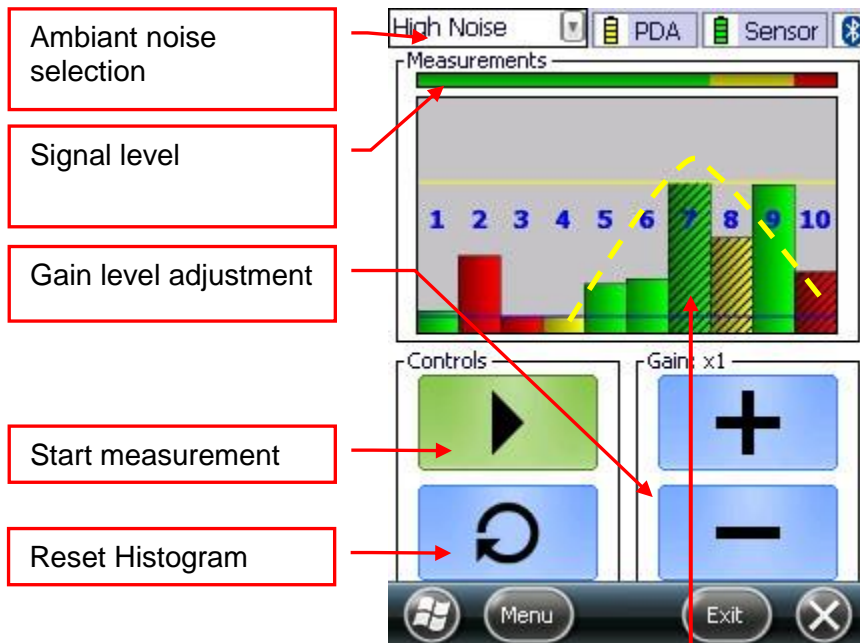 Ambiant noise
selection
Signal level
Gain level adjustment
Start measurement
Reset Histogram
High Noise
PDA
Sensor
Measurements
1 2 3 4 5 6 7 8 9 10
Controls
Gain: x1
Menu
Exit